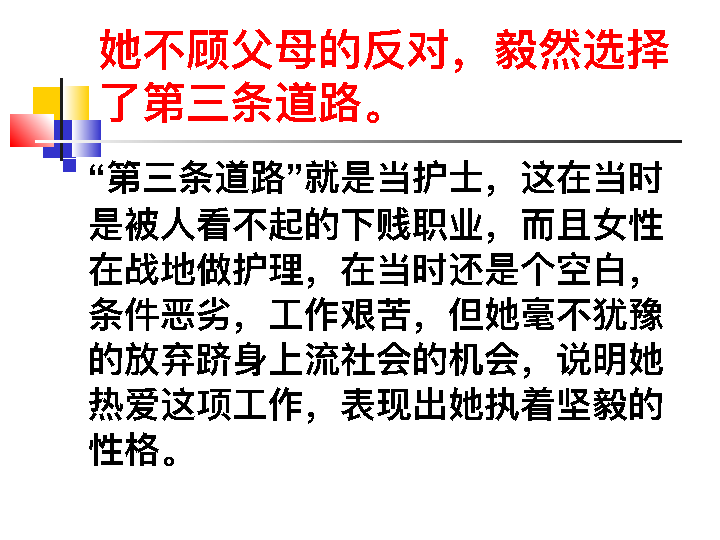 她不顾父母的反对，毅然选择
了第三条道路。
“第三条道路”就是当护士，这在当时
是被人看不起的下贱职业，而且女性
在战地做护理，在当时还是个空白，
条件恶劣，工作艰苦，但她毫不犹豫
的放弃跻身上流社会的机会，说明她
热爱这项工作，表现出她执着坚毅的
性格。